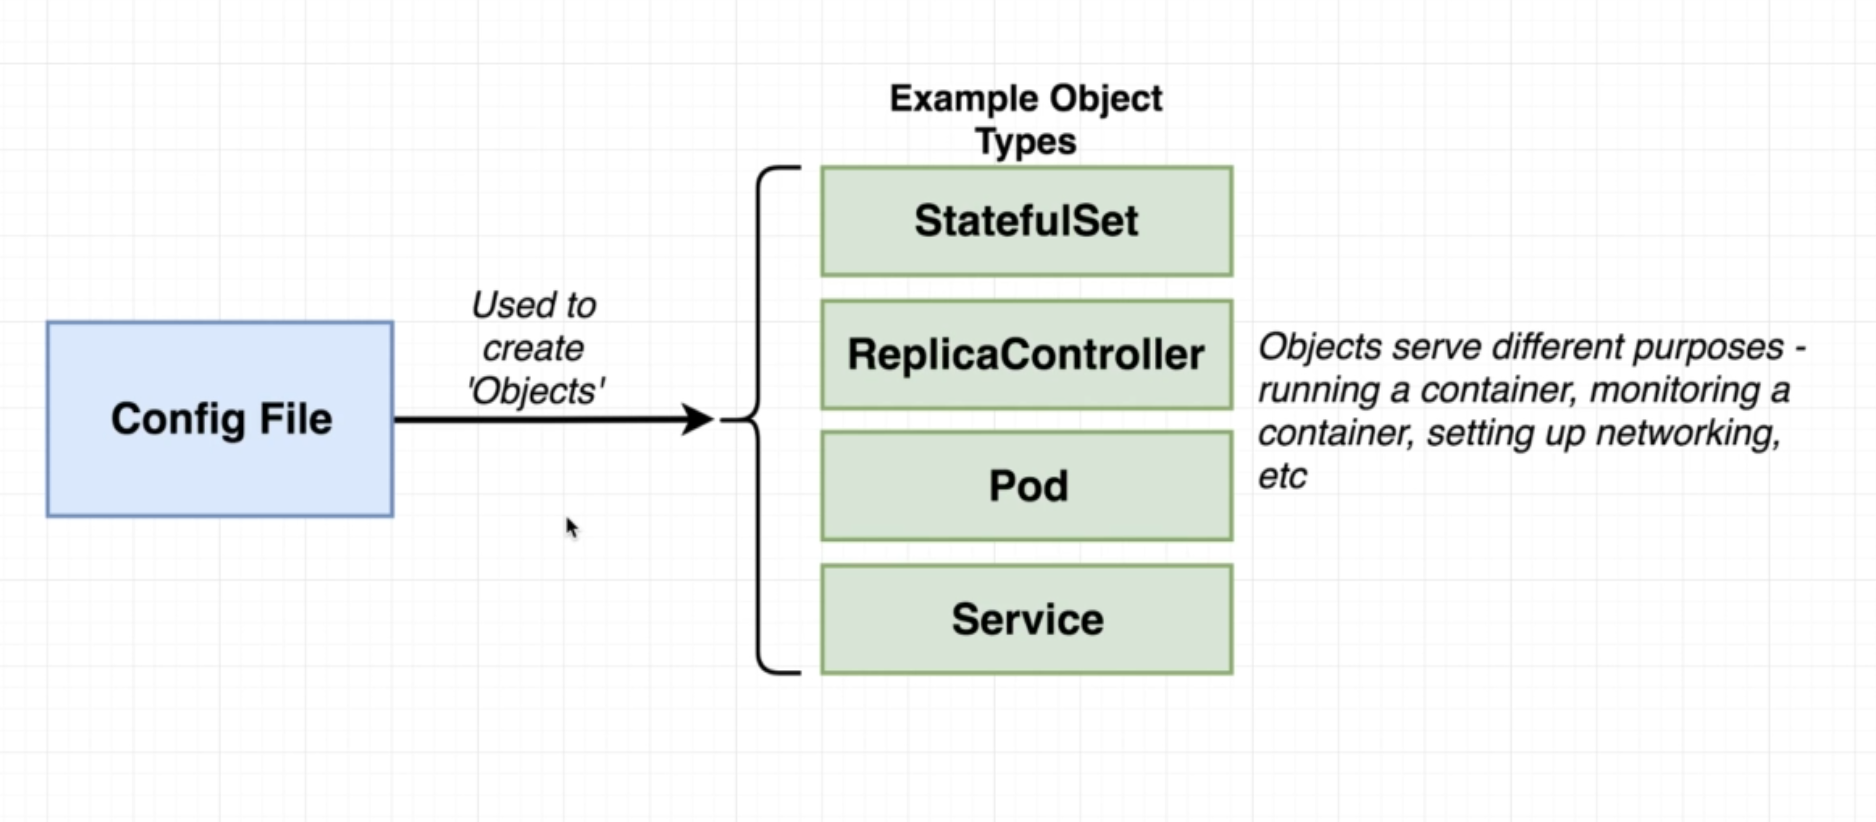 Example Object
Types
StatefulSet
Used to
create
'Objects'
Config File
ReplicaController
Pod
Service
Objects serve different purposes -
running a container, monitoring a
container, setting up networking,
etc